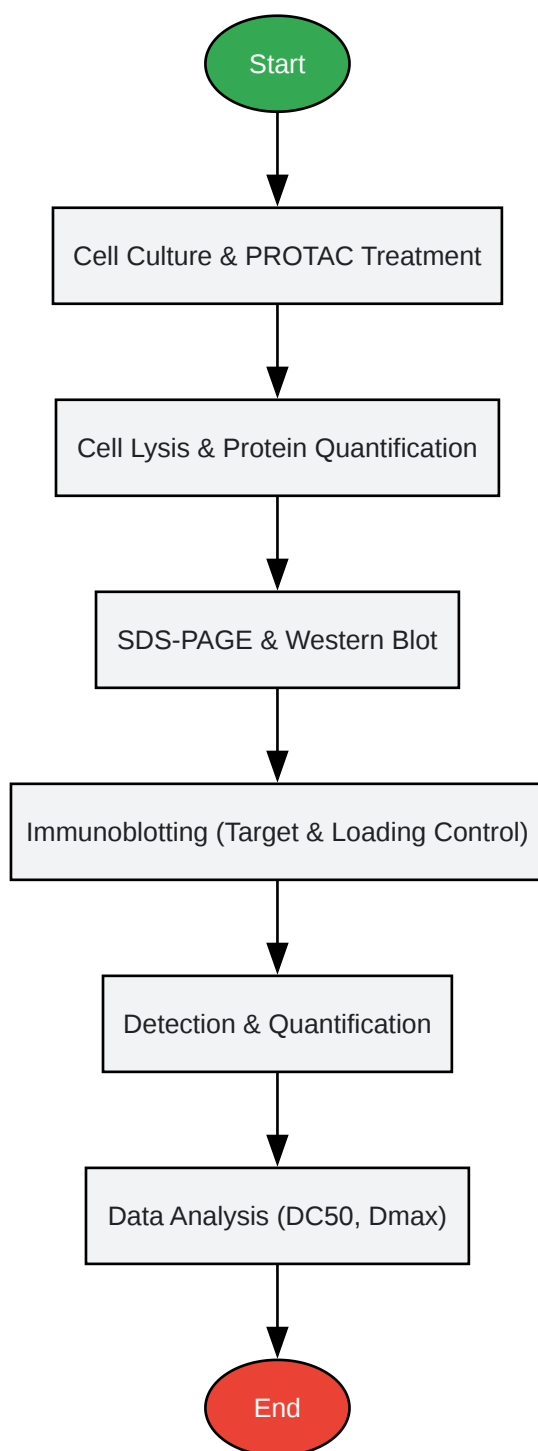 Start
Cell Culture & PROTAC Treatment
Cell Lysis & Protein Quantification
SDS-PAGE & Western Blot
Immunoblotting (Target & Loading Control)
Detection & Quantification
Data Analysis (DC50, Dmax)
End